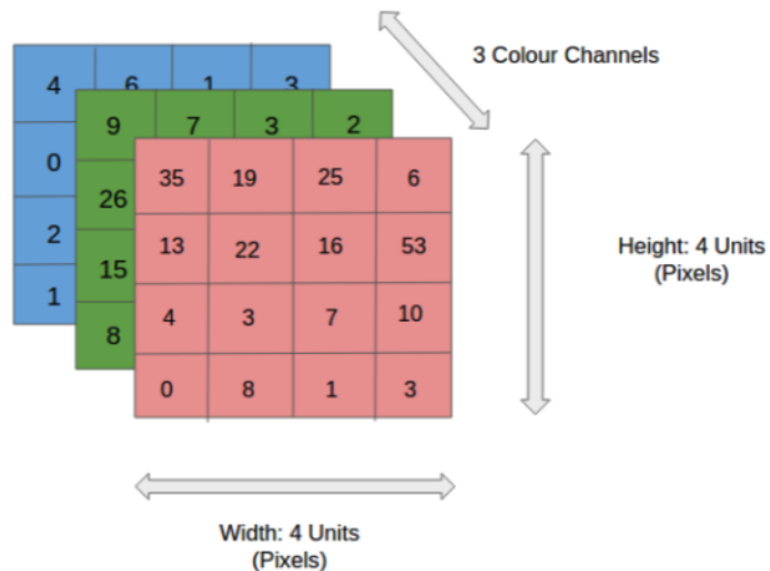 4 6 1 3
3 Colour Channels
9 7 3 2
0
35 19 25 6
26
2
13 22 16 53
Height: 4 Units
(Pixels)
15
1
4 3 7 10
8
0 8 1 3
Width: 4 Units
(Pixels)